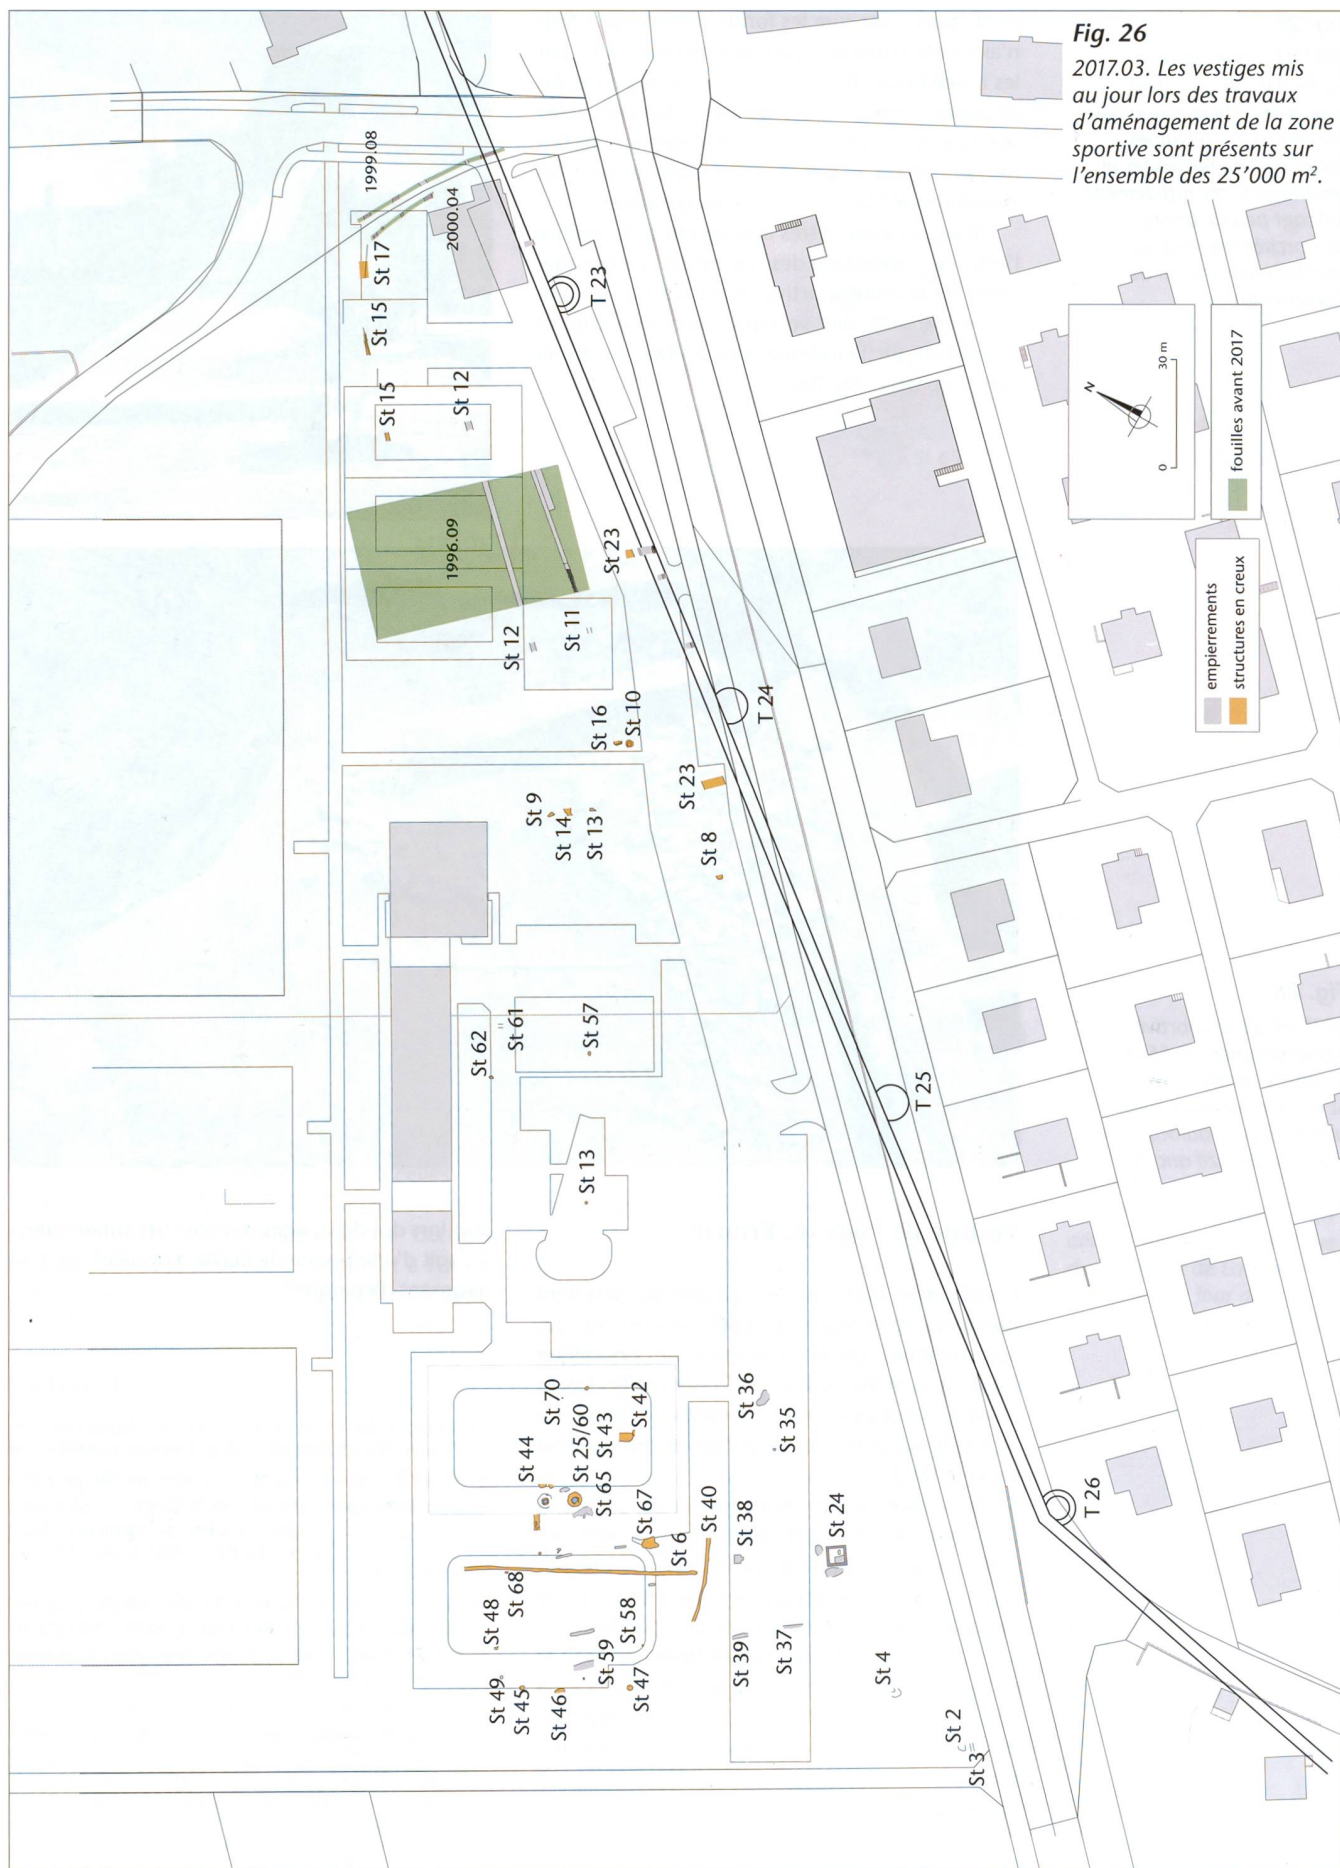 Fig. 26
2017.03. Les vestiges mis
au jour lors des travaux
d’aménagement de la zone
sportive sont présents sur
l’ensemble des 25’000 m².
1999.08
2000.04
St 17
St 15
T 23
St 15
St 12
1996.09
St 23
St 12
St 11
St 16
St 10
T 24
St 23
St 9
St 14
St 13
St 8
St 62
St 61
St 57
T 25
St 13
St 70
St 44
St 25/60
St 43
St 42
St 65
St 36
St 35
St 67
St 6
St 40
St 38
St 24
T 26
St 48
St 68
St 58
St 59
St 39
St 37
St 49
St 45
St 46
St 47
St 4
St 2
St 3
N
0 30 m
fouilles avant 2017
empierrements
structures en creux